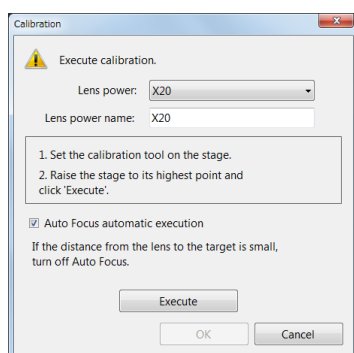 Calibration
Execute calibration.
Lens power: X20
Lens power name: X20
1. Set the calibration tool on the stage.
2. Raise the stage to its highest point and
click 'Execute'.
Auto Focus automatic execution
If the distance from the lens to the target is small,
turn off Auto Focus.
Execute
OK Cancel